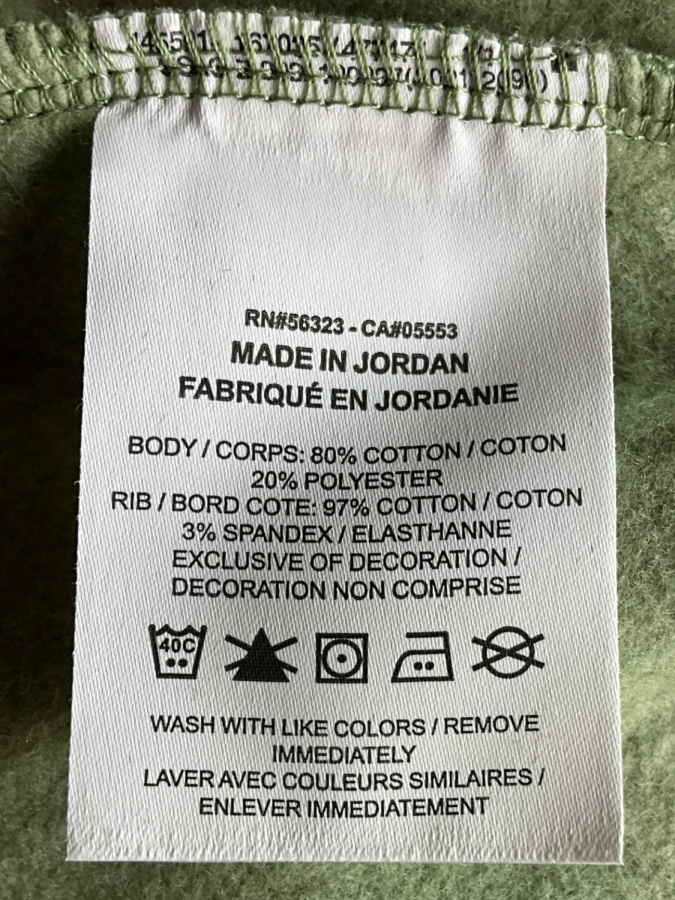 RN#56323 - CA#05553
MADE IN JORDAN
FABRIQUÉ EN JORDANIE
BODY / CORPS: 80% COTTON / COTON
20% POLYESTER
RIB / BORD COTE: 97% COTTON / COTON
3% SPANDEX / ELASTHANNE
EXCLUSIVE OF DECORATION /
DECORATION NON COMPRISE
40C
WASH WITH LIKE COLORS / REMOVE
IMMEDIATELY
LAVER AVEC COULEURS SIMILAIRES /
ENLEVER IMMEDIATEMENT